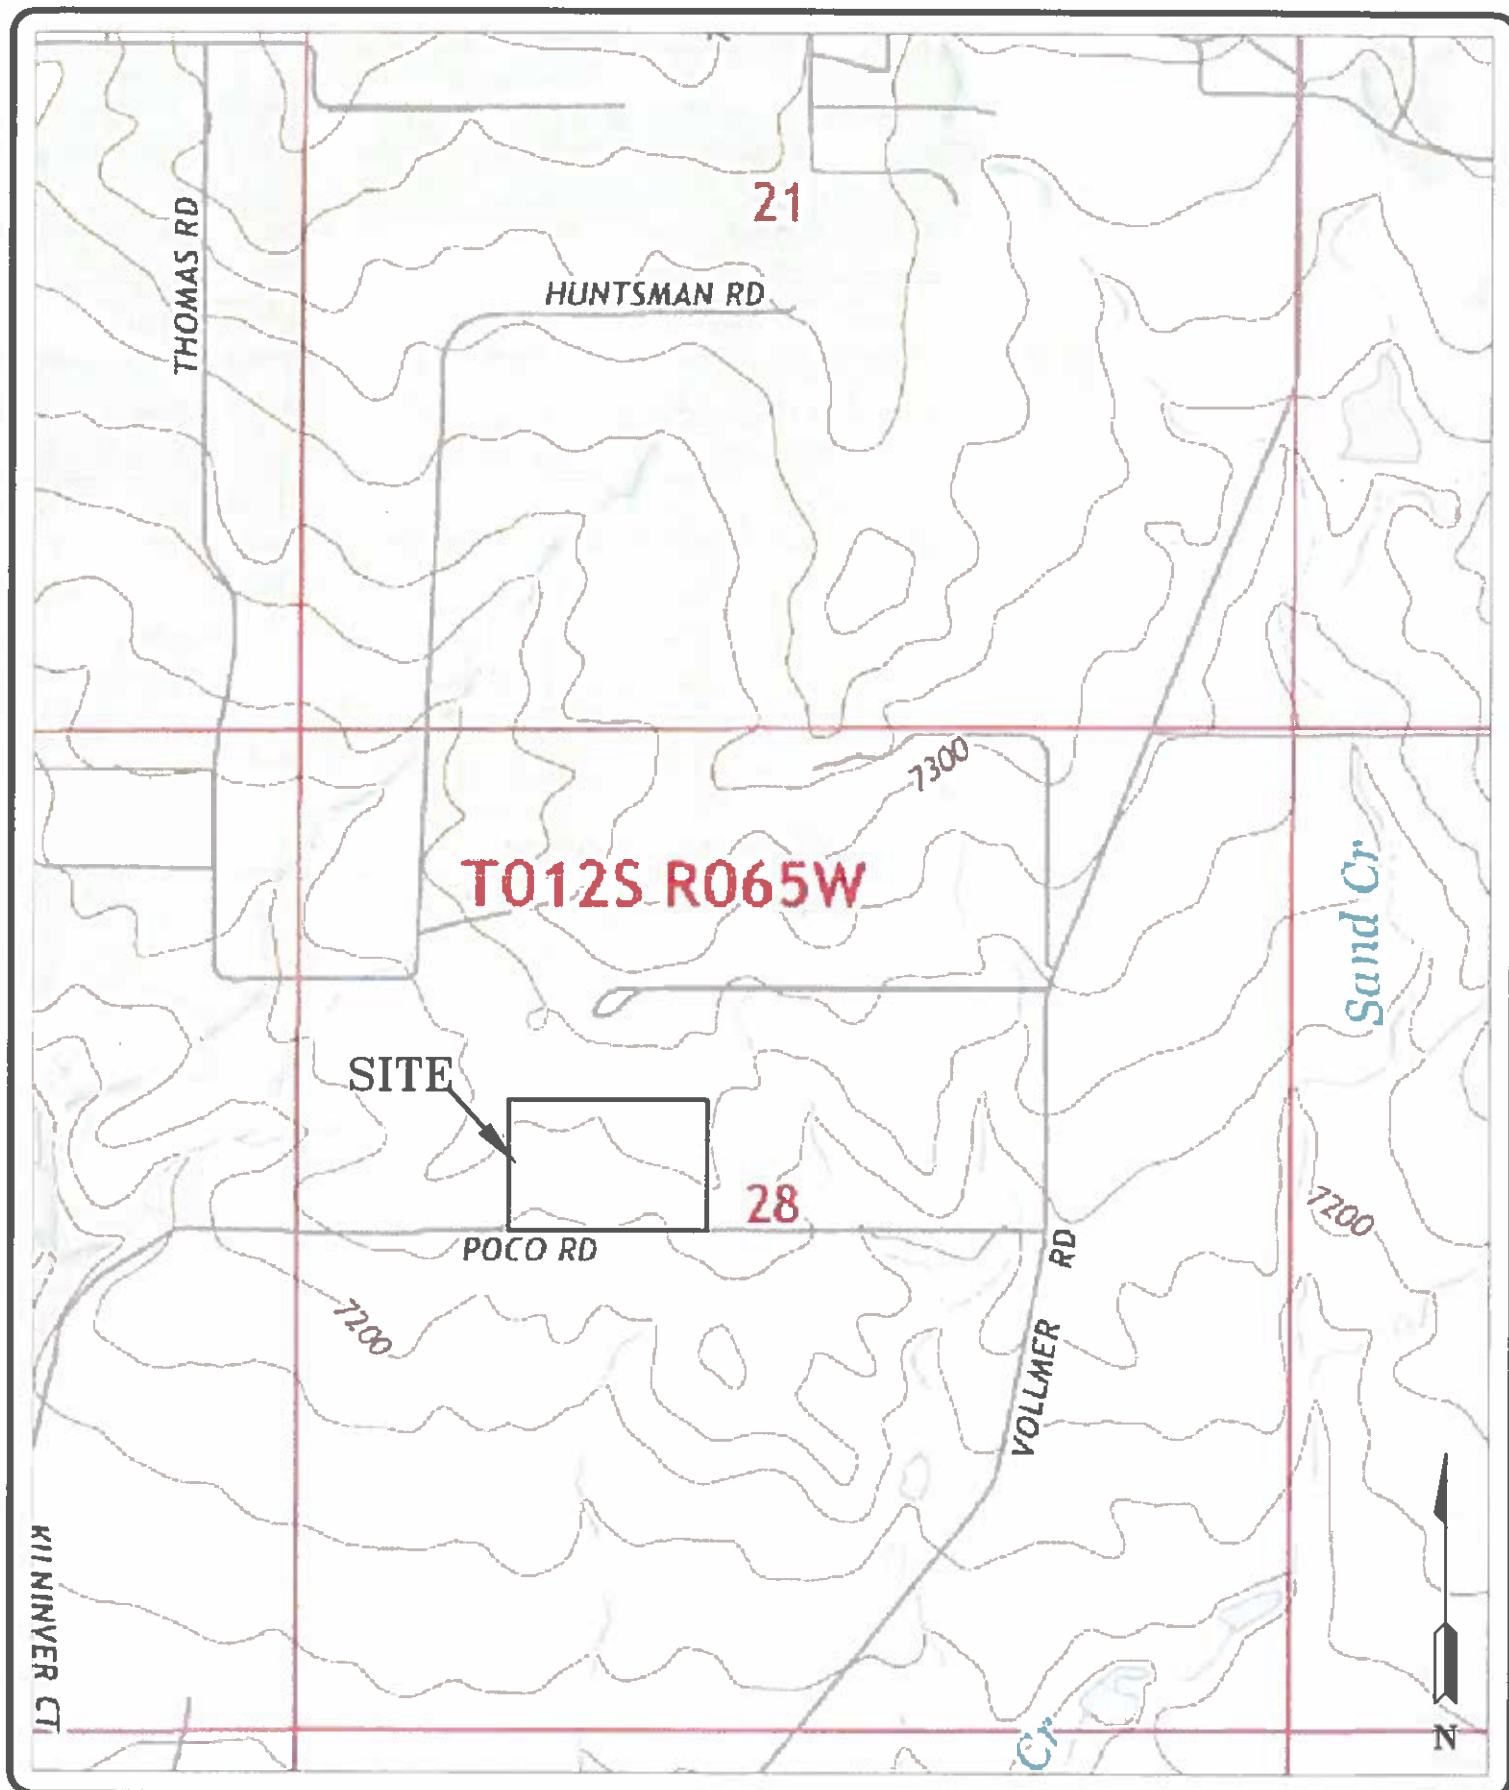 21
THOMAS RD
HUNTSMAN RD
7300
T012S R065W
Sand Cr
SITE
28
7200
POCO RD
RD
7200
VOLLMER
KILNINVER CT
Cr
N